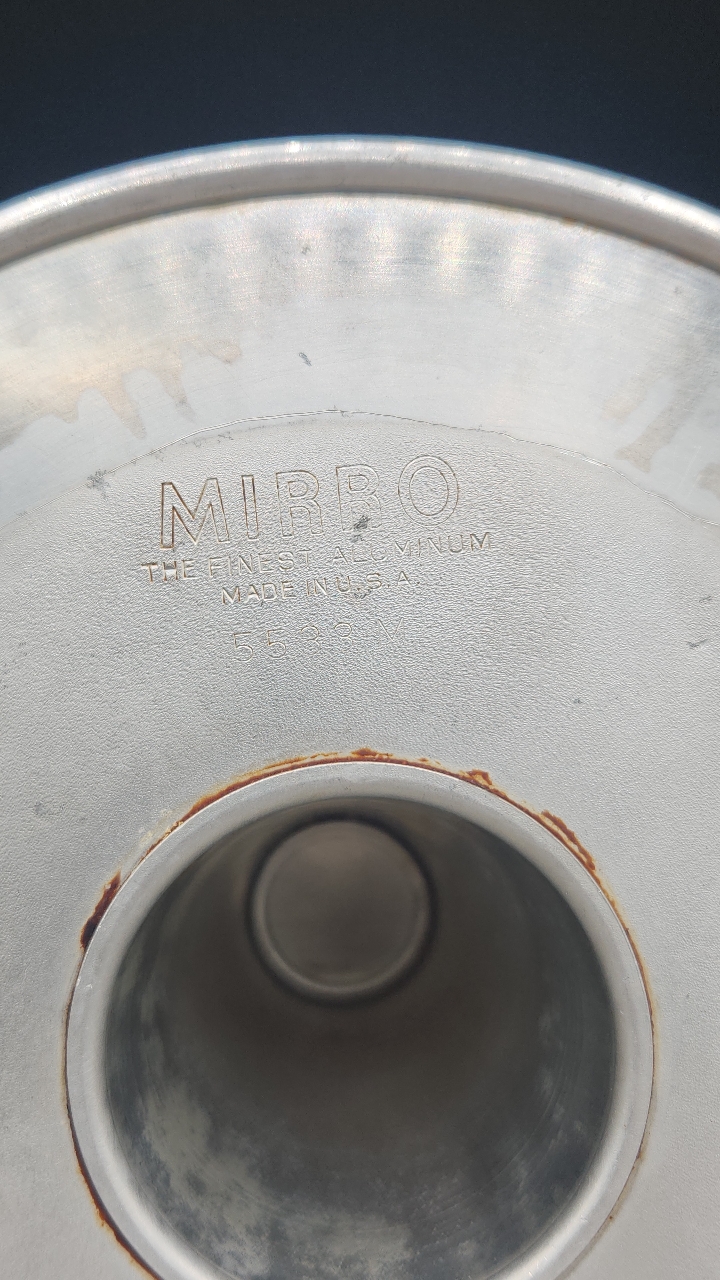 MIRRO
THE FINEST ALUMINUM
MADE IN U.S.A.